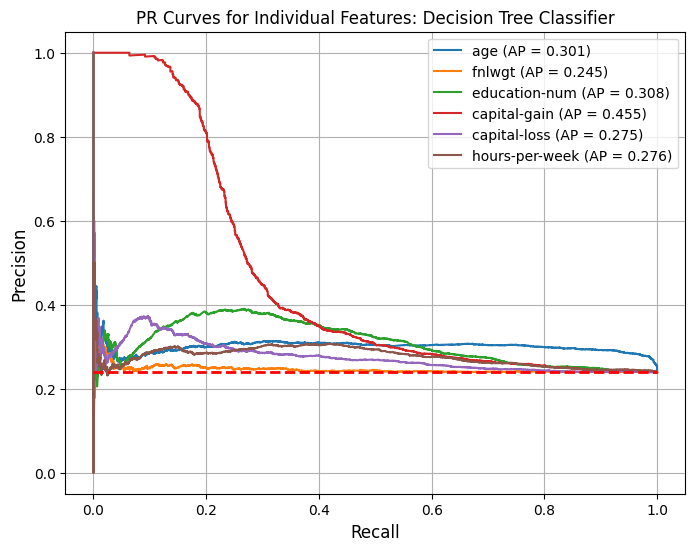 PR Curves for Individual Features: Decision Tree Classifier
age (AP = 0.301)
fnlwgt (AP = 0.245)
education-num (AP = 0.308)
capital-gain (AP = 0.455)
capital-loss (AP = 0.275)
hours-per-week (AP = 0.276)
Precision
1.0
0.8
0.6
0.4
0.2
0.0
0.0 0.2 0.4 0.6 0.8 1.0
Recall